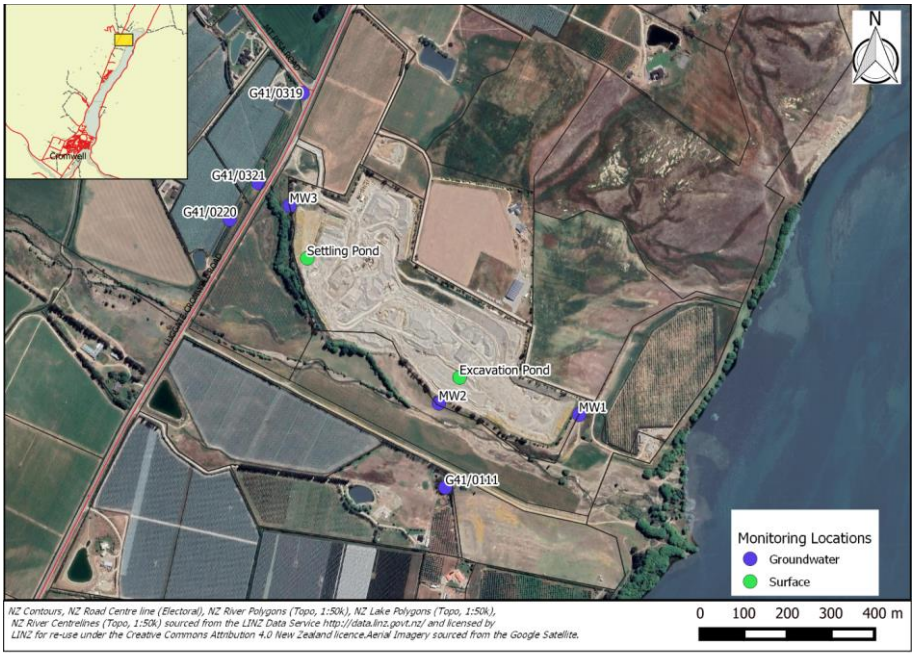 N
G41/0319
Cromwell
G41/0321
MW3
G41/0220
Settling Pond
Excavation Pond
MW2
MW1
G41/0111
Monitoring Locations
Groundwater
Surface
NZ Contours, NZ Road Centre line (Electoral), NZ River Polygons (Topo, 1:50k), NZ Lake Polygons (Topo, 1:50k),
NZ River Centrelines (Topo, 1:50k) sourced from the LINZ Data Service http://data.linz.govt.nz/ and licensed by
LINZ for re-use under the Creative Commons Attribution 4.0 New Zealand licence.Aerial Imagery sourced from the Google Satellite.
0 100 200 300 400 m